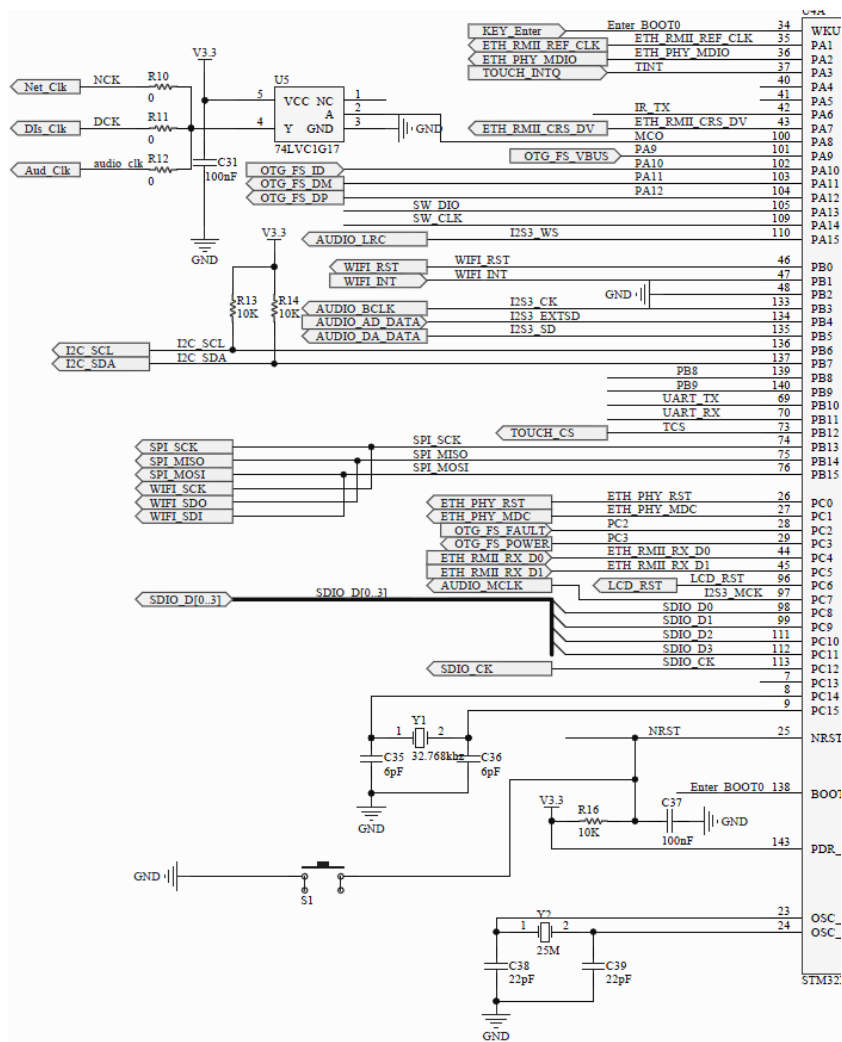 U4A
KEY_Enter Enter_BOOT0 34 WKU
ETH_RMII_REF_CLK ETH_RMII_REF_CLK 35 PA1
ETH_PHY_MDIO ETH_PHY_MDIO 36 PA2
TOUCH_INTQ TINT 37 PA3
40 PA4
41 PA5
IR_TX 42 PA6
ETH_RMII_CRS_DV ETH_RMII_CRS_DV 43 PA7
MCO 100 PA8
OTG_FS_VBUS PA9 101 PA9
OTG_FS_ID PA10 102 PA10
OTG_FS_DM PA11 103 PA11
OTG_FS_DP PA12 104 PA12
SW_DIO 105 PA13
SW_CLK 109 PA14
AUDIO_LRC I2S3_WS 110 PA15
V3.3
Net_Clk NCK R10 0
DIs_Clk DCK R11 0
Aud_Clk audio_clk R12 0
U5
5 VCC NC 1
A 2
4 Y GND 3 GND
74LVC1G17
C31
100nF
GND
V3.3
WIFI_RST WIFI_RST 46 PB0
WIFI_INT WIFI_INT 47 PB1
GND 48 PB2
R13 10K
R14 10K
AUDIO_BCLK I2S3_CK 133 PB3
AUDIO_AD_DATA I2S3_EXTSD 134 PB4
AUDIO_DA_DATA I2S3_SD 135 PB5
I2C_SCL I2C_SCL 136 PB6
I2C_SDA I2C_SDA 137 PB7
PB8 139 PB8
PB9 140 PB9
UART_TX 69 PB10
UART_RX 70 PB11
TOUCH_CS TCS 73 PB12
SPI_SCK SPI_SCK 74 PB13
SPI_MISO SPI_MISO 75 PB14
SPI_MOSI SPI_MOSI 76 PB15
WIFI_SCK
WIFI_SDO
WIFI_SDI
ETH_PHY_RST ETH_PHY_RST 26 PC0
ETH_PHY_MDC ETH_PHY_MDC 27 PC1
OTG_FS_FAULT PC2 28 PC2
OTG_FS_POWER PC3 29 PC3
ETH_RMII_RX_D0 ETH_RMII_RX_D0 44 PC4
ETH_RMII_RX_D1 ETH_RMII_RX_D1 45 PC5
LCD_RST LCD_RST 96 PC6
AUDIO_MCLK I2S3_MCK 97 PC7
SDIO_D[0..3] SDIO_D[0..3]
SDIO_D0 98 PC8
SDIO_D1 99 PC9
SDIO_D2 111 PC10
SDIO_D3 112 PC11
SDIO_CK SDIO_CK 113 PC12
7 PC13
8 PC14
9 PC15
1 Y1 2
32.768khz
C35 6pF
C36 6pF
GND
NRST 25 NRST
Enter_BOOT0 138 BOOT
V3.3
R16 10K
C37 100nF
GND
143 PDR_
GND
S1
23 OSC_
24 OSC_
1 Y2 2
25M
C38 22pF
C39 22pF
GND
STM32